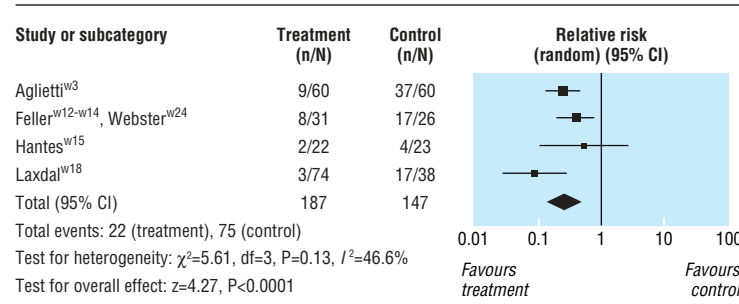 Study or subcategory Treatment (n/N) Control (n/N) Relative risk (random) (95% CI)
Aglietti^w3 9/60 37/60
Feller^w12-w14, Webster^w24 8/31 17/26
Hantes^w15 2/22 4/23
Laxdal^w18 3/74 17/38
Total (95% CI) 187 147
Total events: 22 (treatment), 75 (control)
Test for heterogeneity: χ²=5.61, df=3, P=0.13, I²=46.6%
Test for overall effect: z=4.27, P<0.0001
0.01 0.1 1 10 100
Favours treatment Favours control